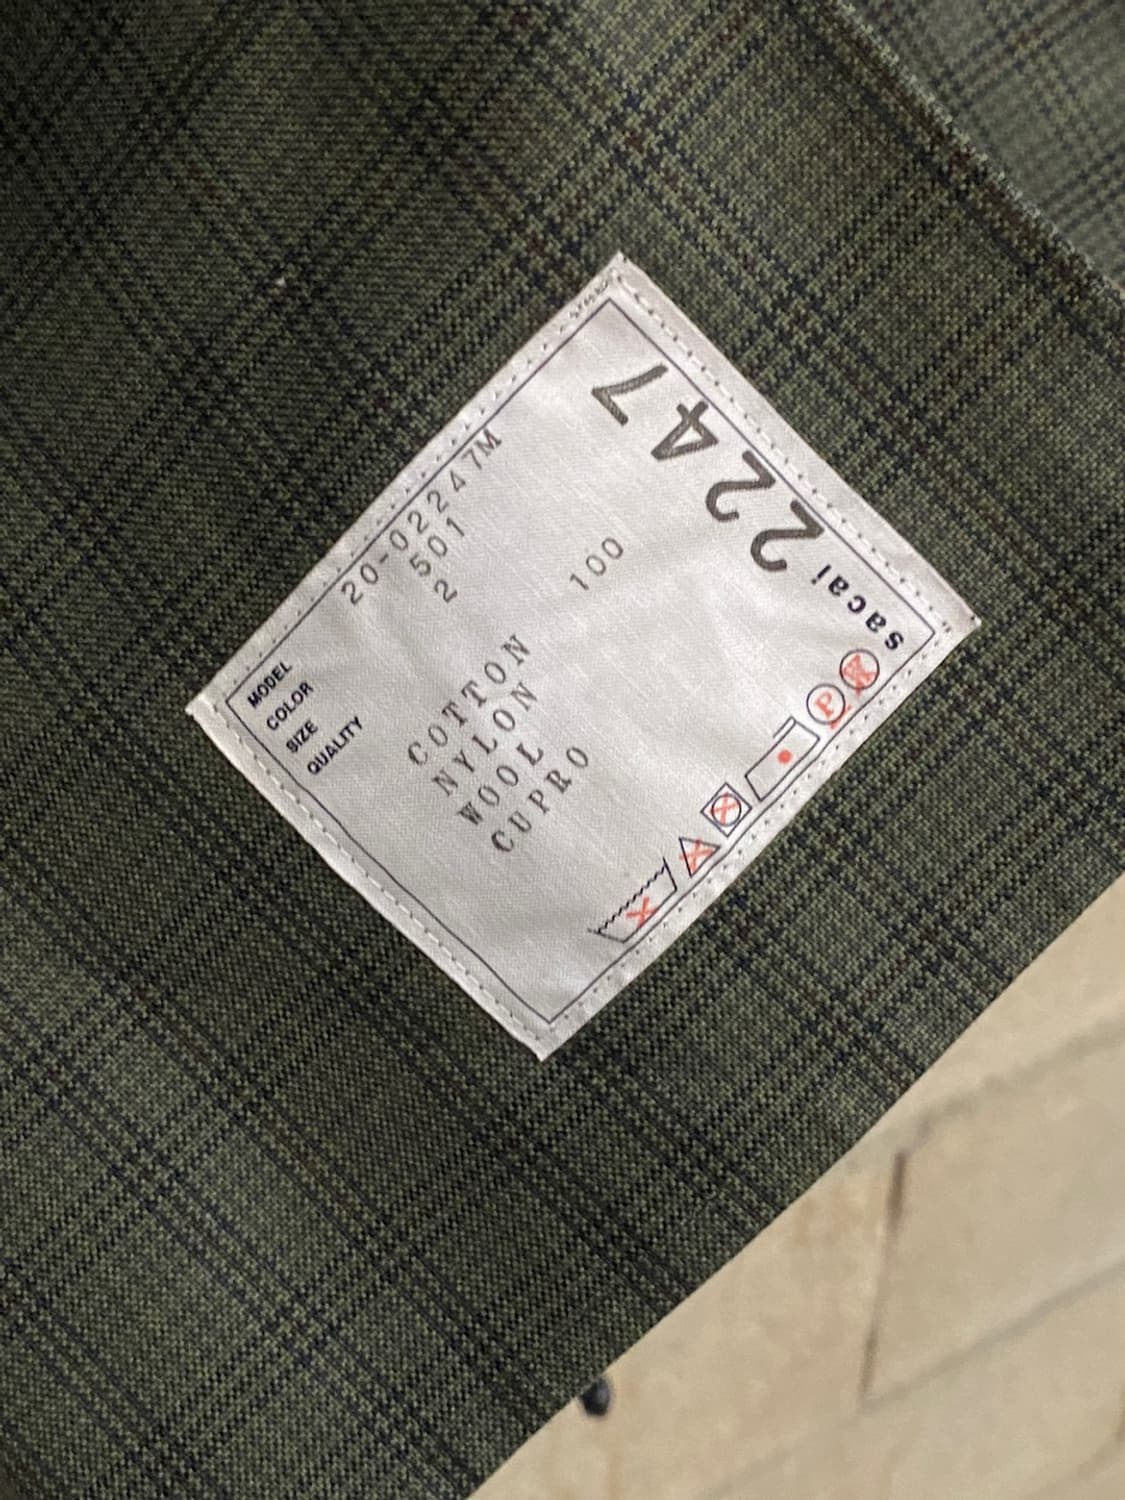 MODEL 20-02247M
COLOR 501
SIZE 2
QUALITY
COTTON 100
NYLON
WOOL
CUPRO
sacai 2247
P